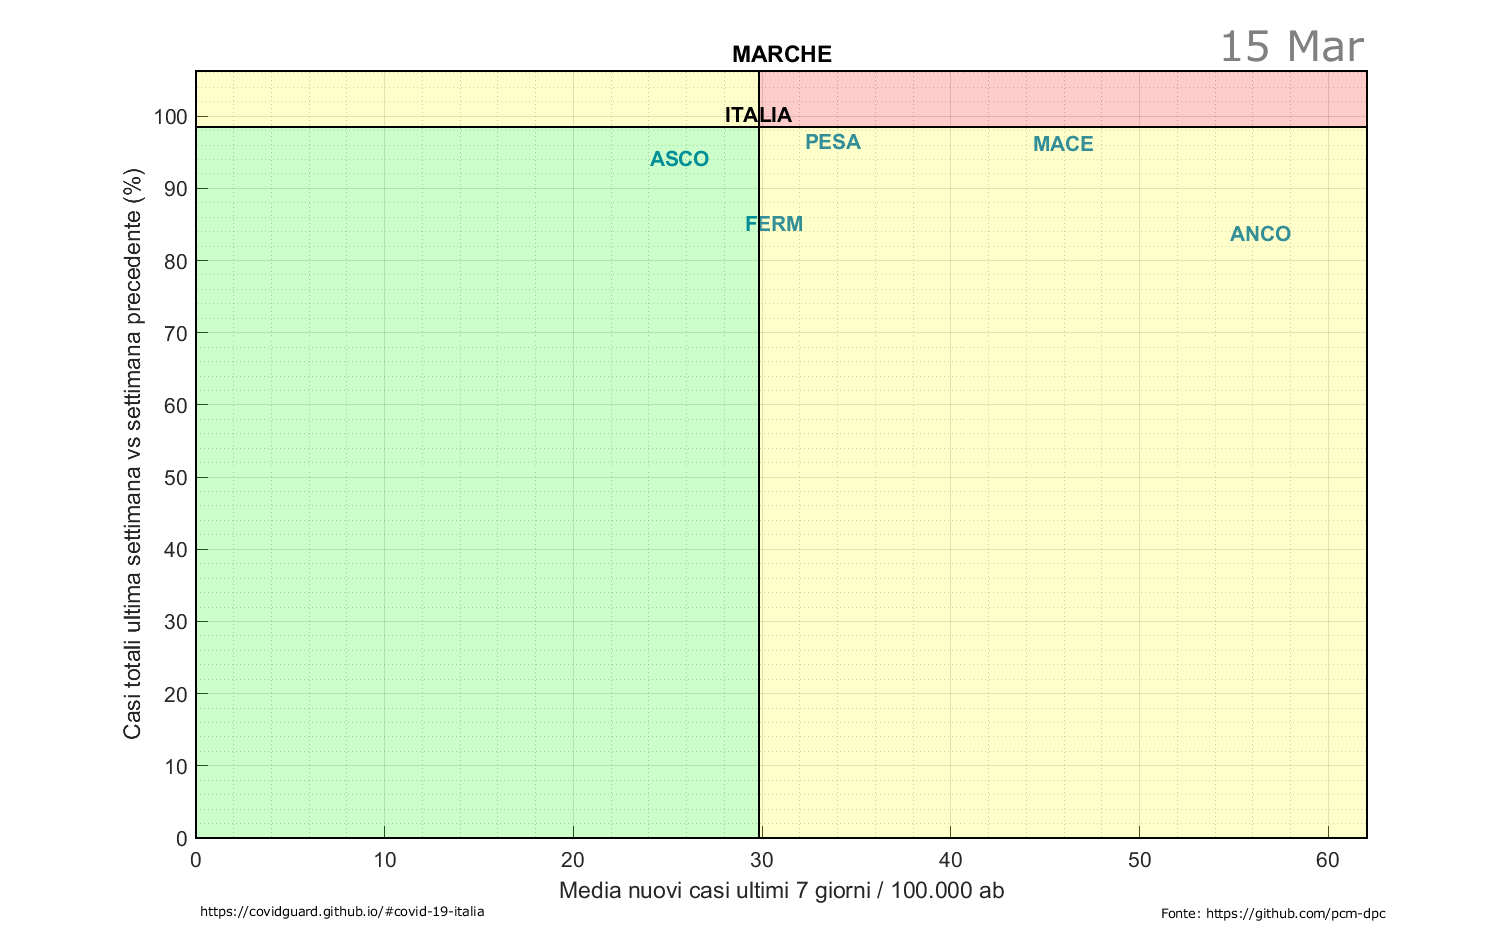 15 Mar
MARCHE
ITALIA
PESA
MACE
ASCO
FERM
ANCO
Casi totali ultima settimana vs settimana precedente (%)
100
90
80
70
60
50
40
30
20
10
0
0 10 20 30 40 50 60
Media nuovi casi ultimi 7 giorni / 100.000 ab
https://covidguard.github.io/#covid-19-italia
Fonte: https://github.com/pcm-dpc